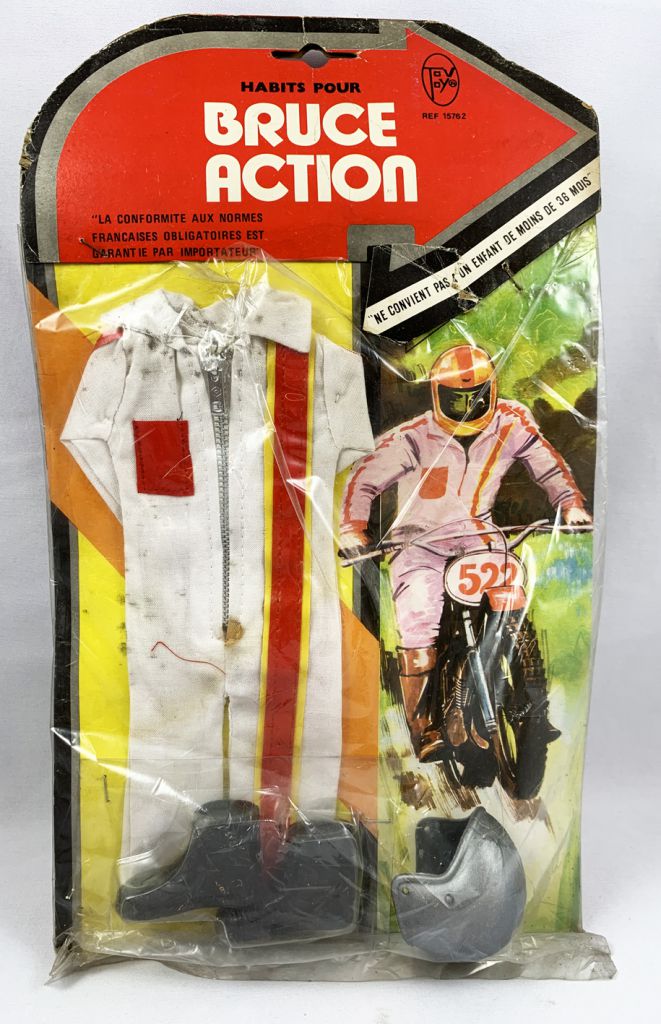 HABITS POUR
BRUCE
ACTION
TOY
REF 15762
"LA CONFORMITE AUX NORMES
FRANCAISES OBLIGATOIRES EST
GARANTIE PAR IMPORTATEUR"
"NE CONVIENT PAS UN ENFANT DE MOINS DE 36 MOIS"
522